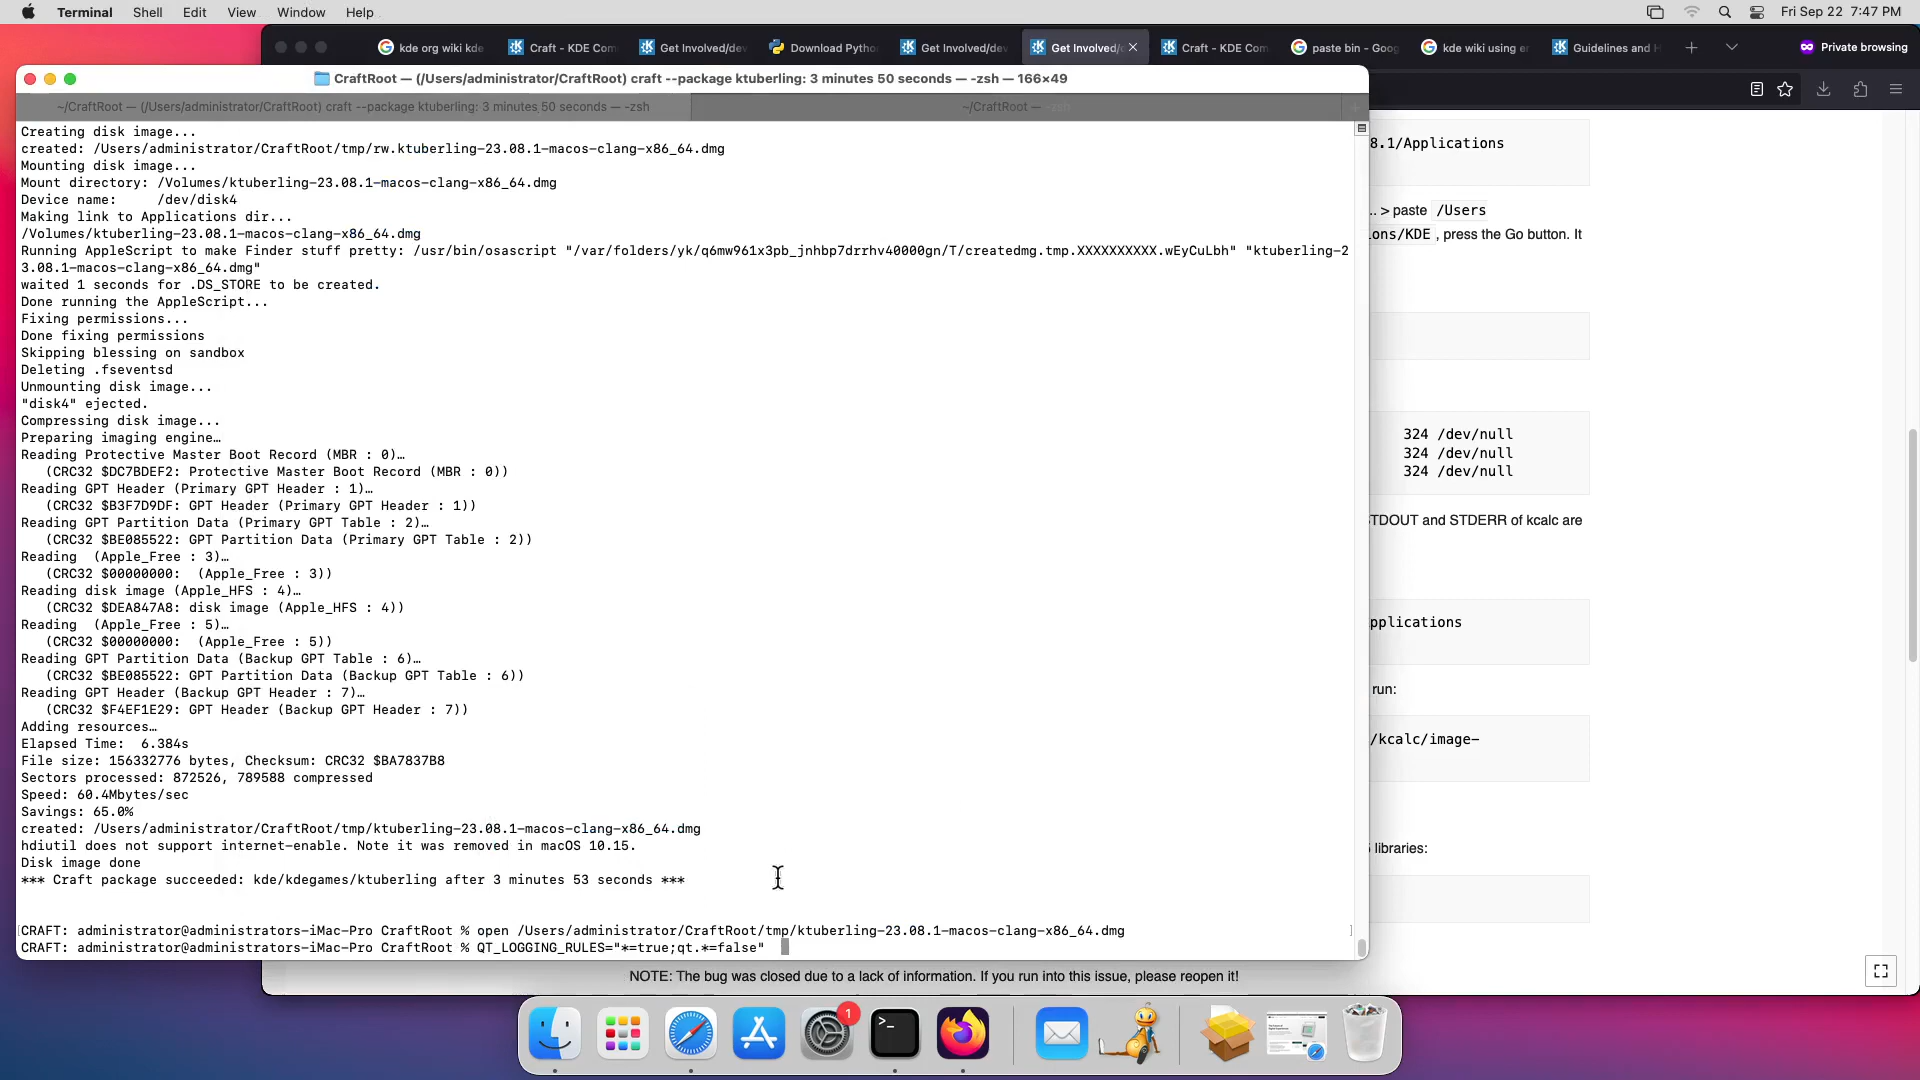 Terminal Shell Edit View Window Help Fri Sep 22 7:47 PM
kde org wiki kde Craft - KDE Com Get Involved/dev Download Pytho Get Involved/dev Get Involved/ Craft - KDE Com paste bin - Goog kde wiki using er Guidelines and H Private browsing
CraftRoot — (/Users/administrator/CraftRoot) craft --package ktuberling: 3 minutes 50 seconds — -zsh — 166×49
~/CraftRoot — (/Users/administrator/CraftRoot) craft --package ktuberling: 3 minutes 50 seconds — -zsh
~/CraftRoot — -zsh
Creating disk image...
created: /Users/administrator/CraftRoot/tmp/rw.ktuberling-23.08.1-macos-clang-x86_64.dmg
Mounting disk image...
Mount directory: /Volumes/ktuberling-23.08.1-macos-clang-x86_64.dmg
Device name:     /dev/disk4
Making link to Applications dir...
/Volumes/ktuberling-23.08.1-macos-clang-x86_64.dmg
Running AppleScript to make Finder stuff pretty: /usr/bin/osascript "/var/folders/yk/q6mw961x3pb_jnhbp7drrhv40000gn/T/createdmg.tmp.XXXXXXXXXX.wEyCuLbh" "ktuberling-2
3.08.1-macos-clang-x86_64.dmg"
waited 1 seconds for .DS_STORE to be created.
Done running the AppleScript...
Fixing permissions...
Done fixing permissions
Skipping blessing on sandbox
Deleting .fseventsd
Unmounting disk image...
"disk4" ejected.
Compressing disk image...
Preparing imaging engine…
Reading Protective Master Boot Record (MBR : 0)…
   (CRC32 $DC7BDEF2: Protective Master Boot Record (MBR : 0))
Reading GPT Header (Primary GPT Header : 1)…
   (CRC32 $B3F7D9DF: GPT Header (Primary GPT Header : 1))
Reading GPT Partition Data (Primary GPT Table : 2)…
   (CRC32 $BE085522: GPT Partition Data (Primary GPT Table : 2))
Reading  (Apple_Free : 3)…
   (CRC32 $00000000:  (Apple_Free : 3))
Reading disk image (Apple_HFS : 4)…
   (CRC32 $DEA847A8: disk image (Apple_HFS : 4))
Reading  (Apple_Free : 5)…
   (CRC32 $00000000:  (Apple_Free : 5))
Reading GPT Partition Data (Backup GPT Table : 6)…
   (CRC32 $BE085522: GPT Partition Data (Backup GPT Table : 6))
Reading GPT Header (Backup GPT Header : 7)…
   (CRC32 $F4EF1E29: GPT Header (Backup GPT Header : 7))
Adding resources…
Elapsed Time:  6.384s
File size: 156332776 bytes, Checksum: CRC32 $BA7837B8
Sectors processed: 872526, 789588 compressed
Speed: 60.4Mbytes/sec
Savings: 65.0%
created: /Users/administrator/CraftRoot/tmp/ktuberling-23.08.1-macos-clang-x86_64.dmg
hdiutil does not support internet-enable. Note it was removed in macOS 10.15.
Disk image done
*** Craft package succeeded: kde/kdegames/ktuberling after 3 minutes 53 seconds ***
[CRAFT: administrator@administrators-iMac-Pro CraftRoot % open /Users/administrator/CraftRoot/tmp/ktuberling-23.08.1-macos-clang-x86_64.dmg ]
CRAFT: administrator@administrators-iMac-Pro CraftRoot % QT_LOGGING_RULES="*=true;qt.*=false"
8.1/Applications
.. > paste /Users
ions/KDE , press the Go button. It
324 /dev/null
324 /dev/null
324 /dev/null
STDOUT and STDERR of kcalc are
pplications
run:
/kcalc/image-
libraries:
NOTE: The bug was closed due to a lack of information. If you run into this issue, please reopen it!
1
>_